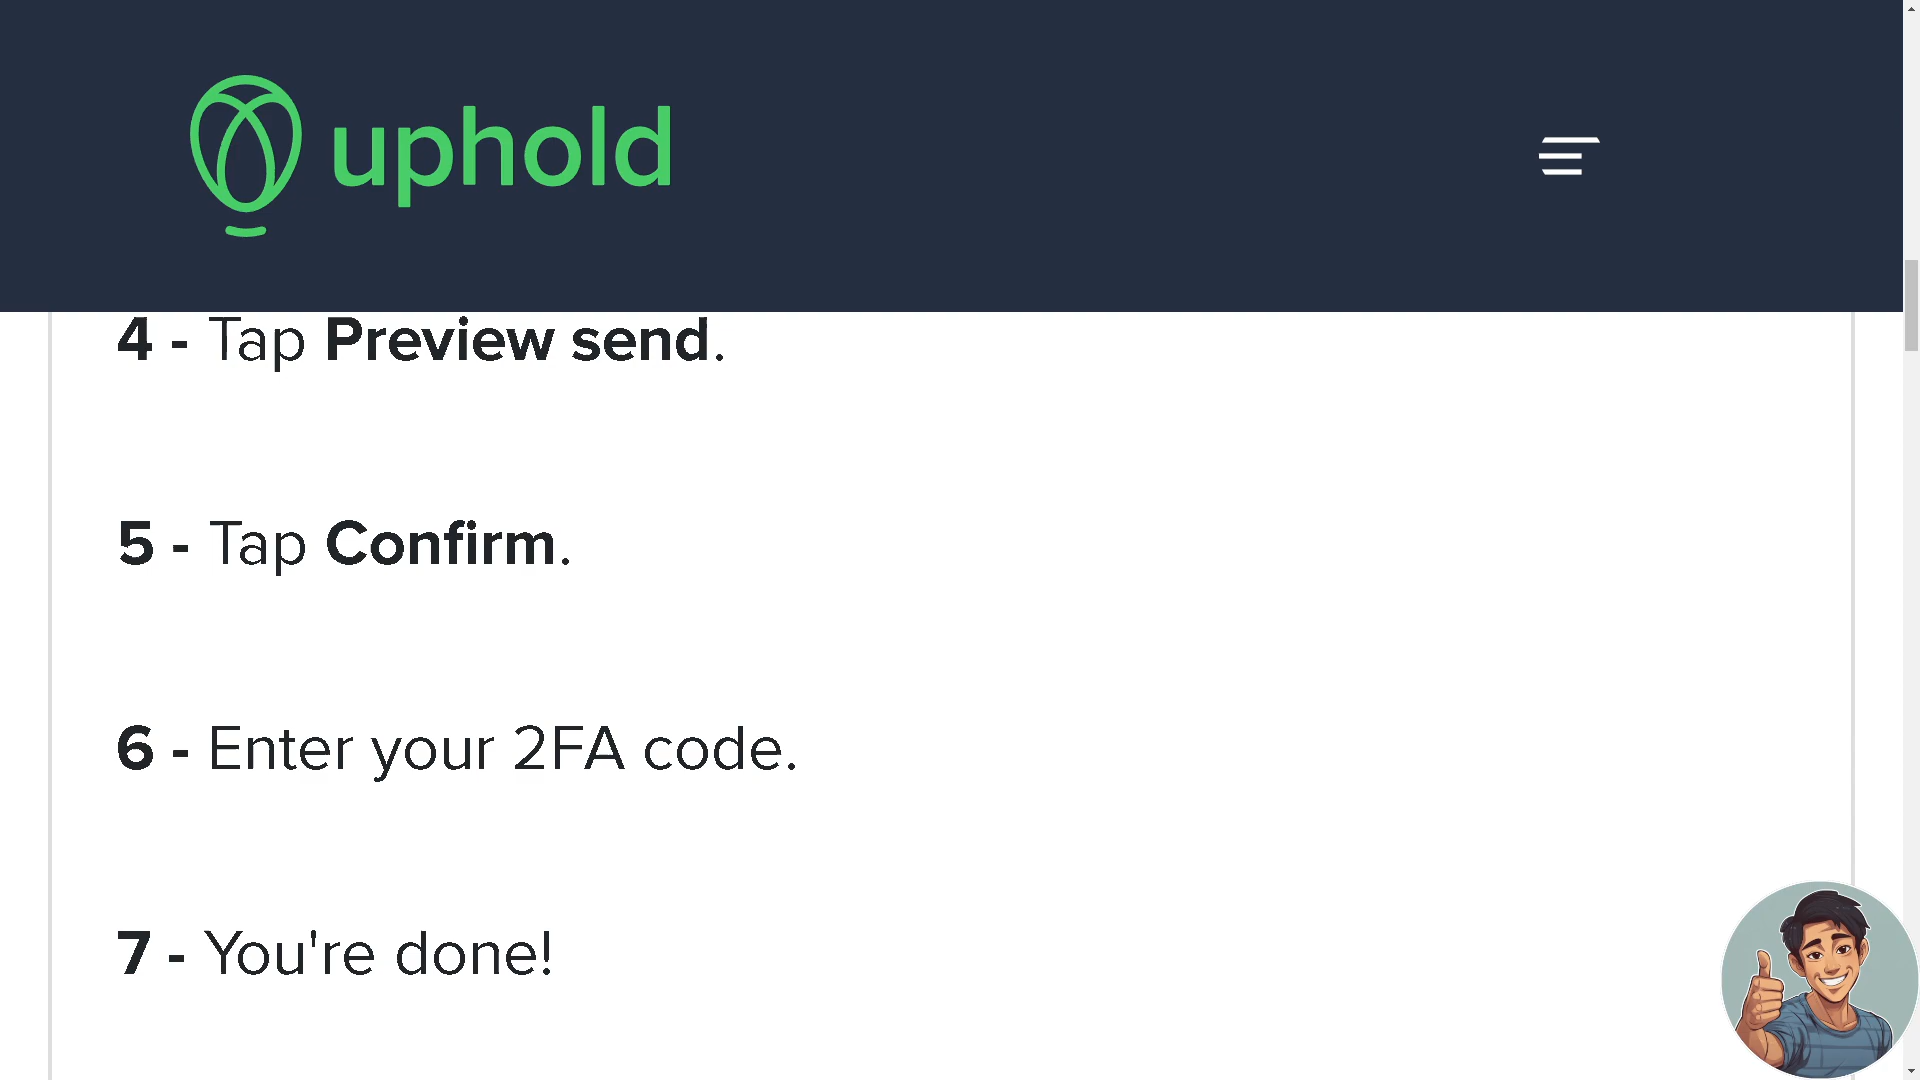 uphold
4 - Tap Preview send.
5 - Tap Confirm.
6 - Enter your 2FA code.
7 - You're done!